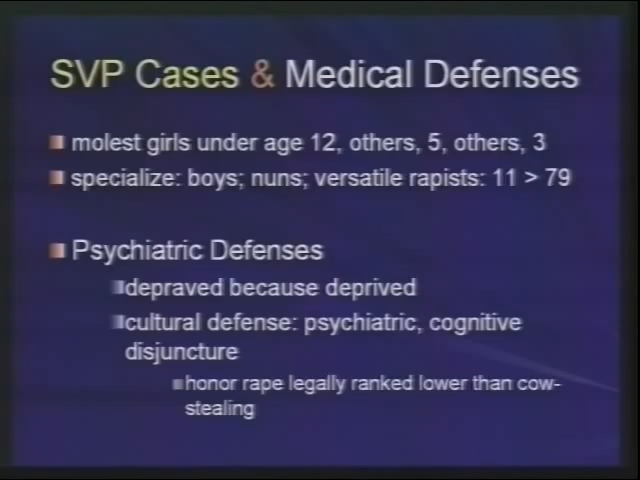 SVP Cases & Medical Defenses
molest girls under age 12, others, 5, others, 3
specialize: boys; nuns; versatile rapists: 11 > 79
Psychiatric Defenses
depraved because deprived
cultural defense: psychiatric, cognitive
disjuncture
honor rape legally ranked lower than cow-
stealing